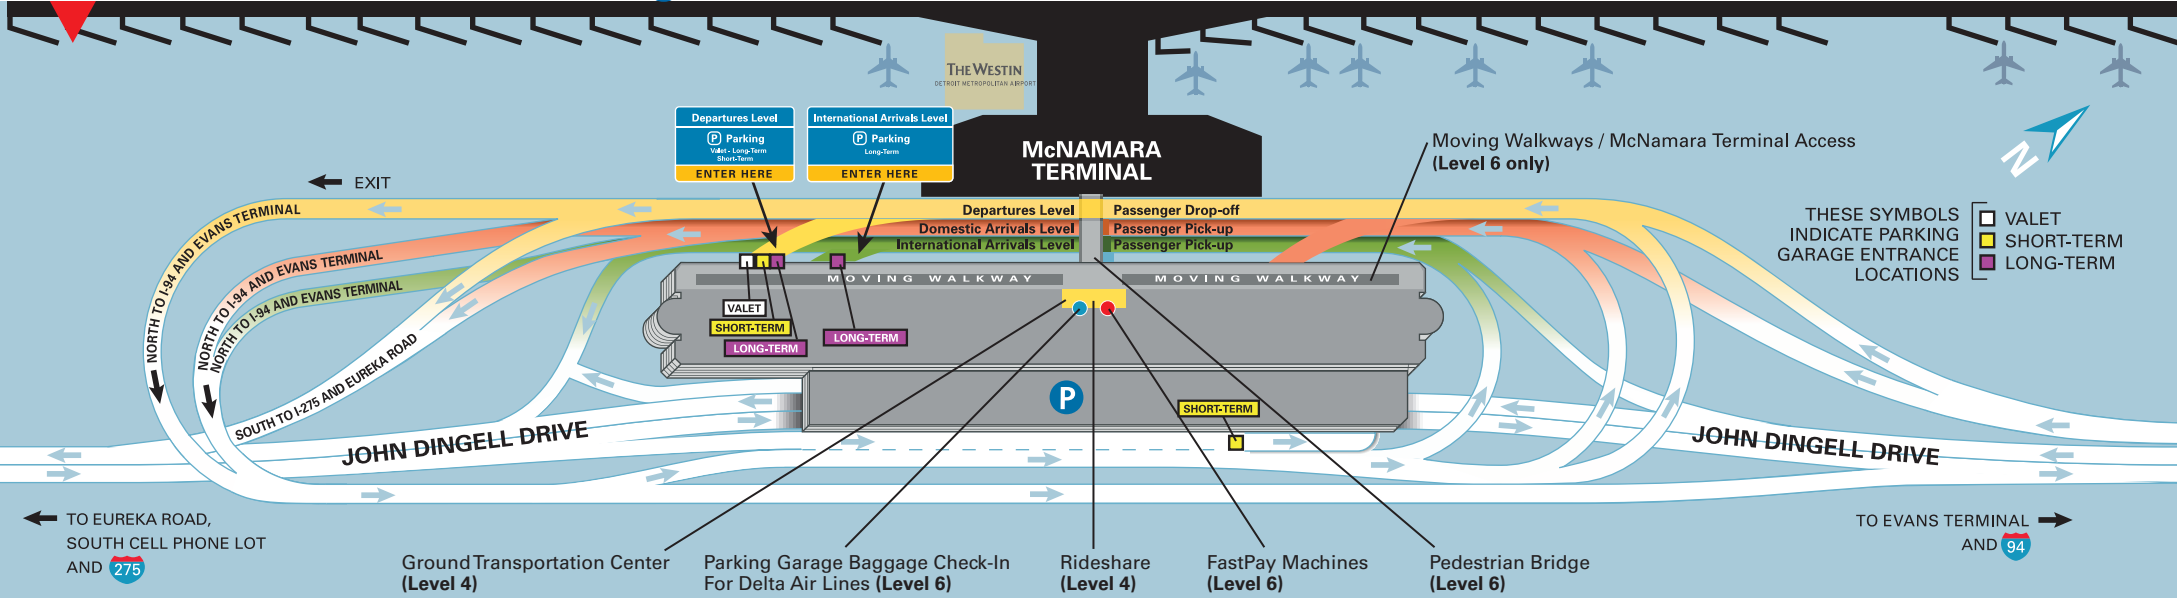 THE WESTIN
DETROIT METROPOLITAN AIRPORT
Departures Level
P Parking
Valet - Long-Term
Short-Term
ENTER HERE
International Arrivals Level
P Parking
Long-Term
ENTER HERE
McNAMARA
TERMINAL
Moving Walkways / McNamara Terminal Access
(Level 6 only)
N
EXIT
THESE SYMBOLS
INDICATE PARKING
GARAGE ENTRANCE
LOCATIONS
VALET
SHORT-TERM
LONG-TERM
Departures Level Passenger Drop-off
Domestic Arrivals Level Passenger Pick-up
International Arrivals Level Passenger Pick-up
NORTH TO I-94 AND EVANS TERMINAL
NORTH TO I-94 AND EVANS TERMINAL
NORTH TO I-94 AND EVANS TERMINAL
SOUTH TO I-275 AND EUREKA ROAD
MOVING WALKWAY
MOVING WALKWAY
VALET
SHORT-TERM
LONG-TERM
LONG-TERM
P
SHORT-TERM
JOHN DINGELL DRIVE
JOHN DINGELL DRIVE
TO EUREKA ROAD,
SOUTH CELL PHONE LOT
AND 275
TO EVANS TERMINAL
AND 94
Ground Transportation Center
(Level 4)
Parking Garage Baggage Check-In
For Delta Air Lines (Level 6)
Rideshare
(Level 4)
FastPay Machines
(Level 6)
Pedestrian Bridge
(Level 6)